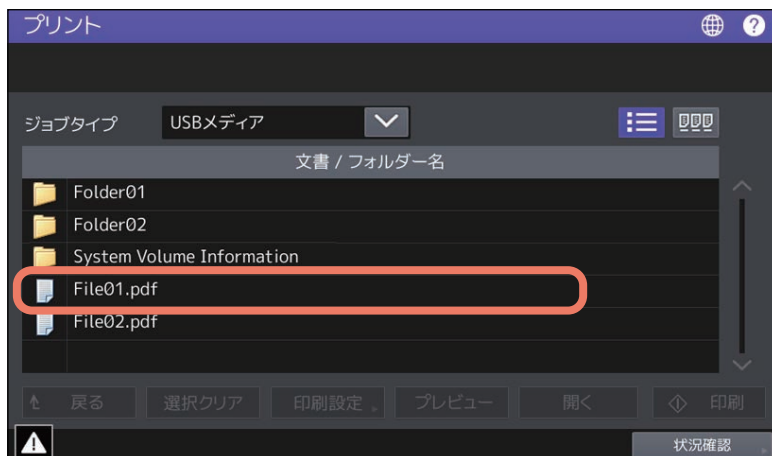 プリント
ジョブタイプ USBメディア
文書 / フォルダー名
Folder01
Folder02
System Volume Information
File01.pdf
File02.pdf
戻る 選択クリア 印刷設定 プレビュー 開く 印刷
状況確認